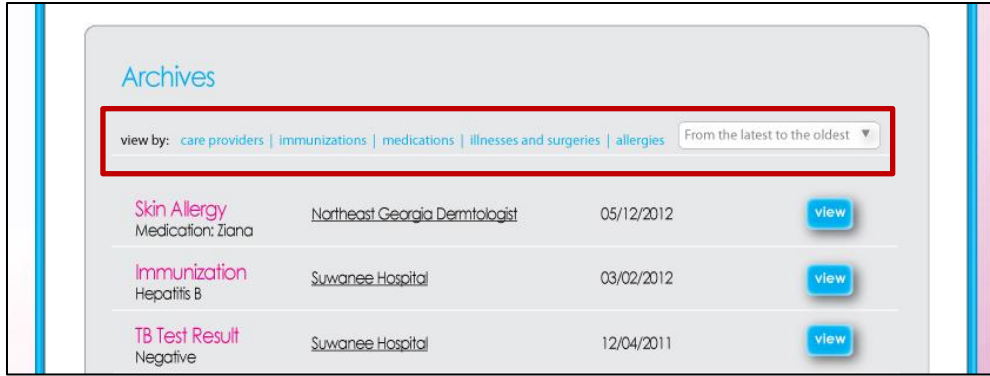 Archives
view by: care providers | immunizations | medications | illnesses and surgeries | allergies From the latest to the oldest ▼
Skin Allergy Northeast Georgia Dermtologist 05/12/2012 view
Medication: Ziana
Immunization Suwanee Hospital 03/02/2012 view
Hepatitis B
TB Test Result Suwanee Hospital 12/04/2011 view
Negative